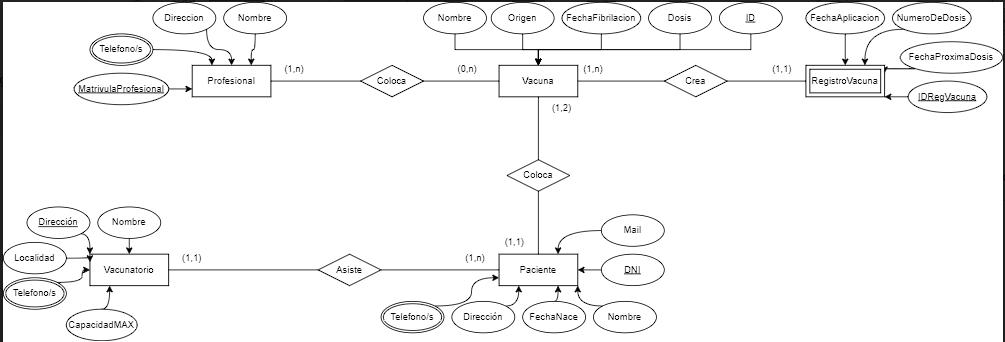 Direccion
Nombre
Nombre
Origen
FechaFibrilacion
Dosis
ID
FechaAplicacion
NumeroDeDosis
Telefono/s
FechaProximaDosis
Profesional
(1,n)
Coloca
(0,n)
Vacuna
(1,n)
Crea
(1,1)
RegistroVacuna
MatrivulaProfesional
IDRegVacuna
(1,2)
Coloca
Dirección
Nombre
Mail
(1,1)
Localidad
(1,1)
(1,n)
Vacunatorio
Asiste
Paciente
DNI
Telefono/s
CapacidadMAX
Telefono/s
Dirección
FechaNace
Nombre